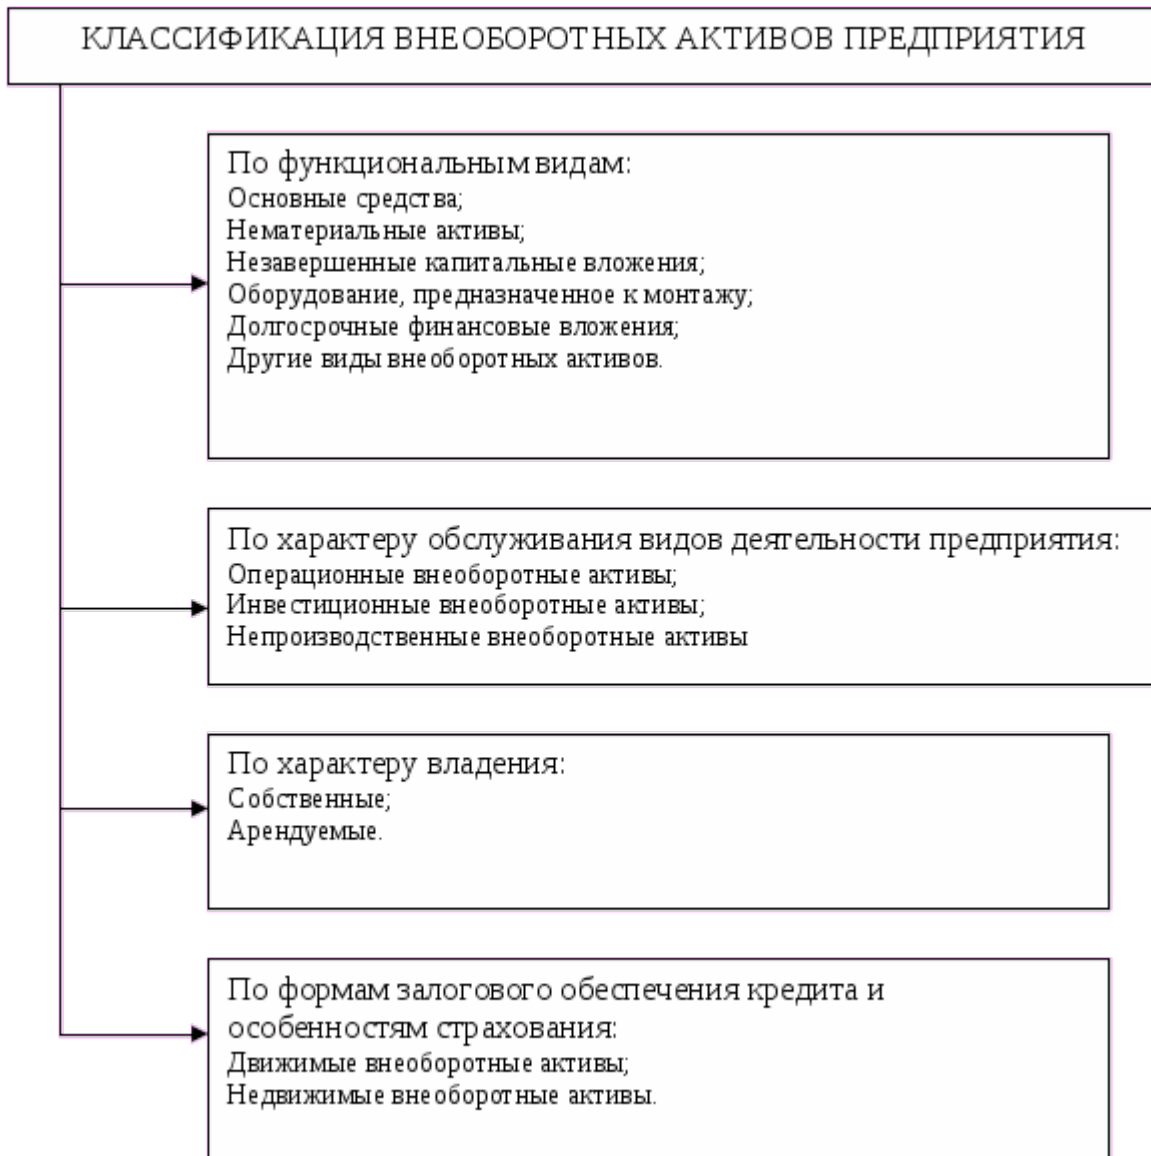 КЛАССИФИКАЦИЯ ВНЕОБОРОТНЫХ АКТИВОВ ПРЕДПРИЯТИЯ
По функциональным видам:
Основные средства;
Нематериальные активы;
Незавершенные капитальные вложения;
Оборудование, предназначенное к монтажу;
Долгосрочные финансовые вложения;
Другие виды внеоборотных активов.
По характеру обслуживания видов деятельности предприятия:
Операционные внеоборотные активы;
Инвестиционные внеоборотные активы;
Непроизводственные внеоборотные активы
По характеру владения:
Собственные;
Арендуемые.
По формам залогового обеспечения кредита и
особенностям страхования:
Движимые внеоборотные активы;
Недвижимые внеоборотные активы.